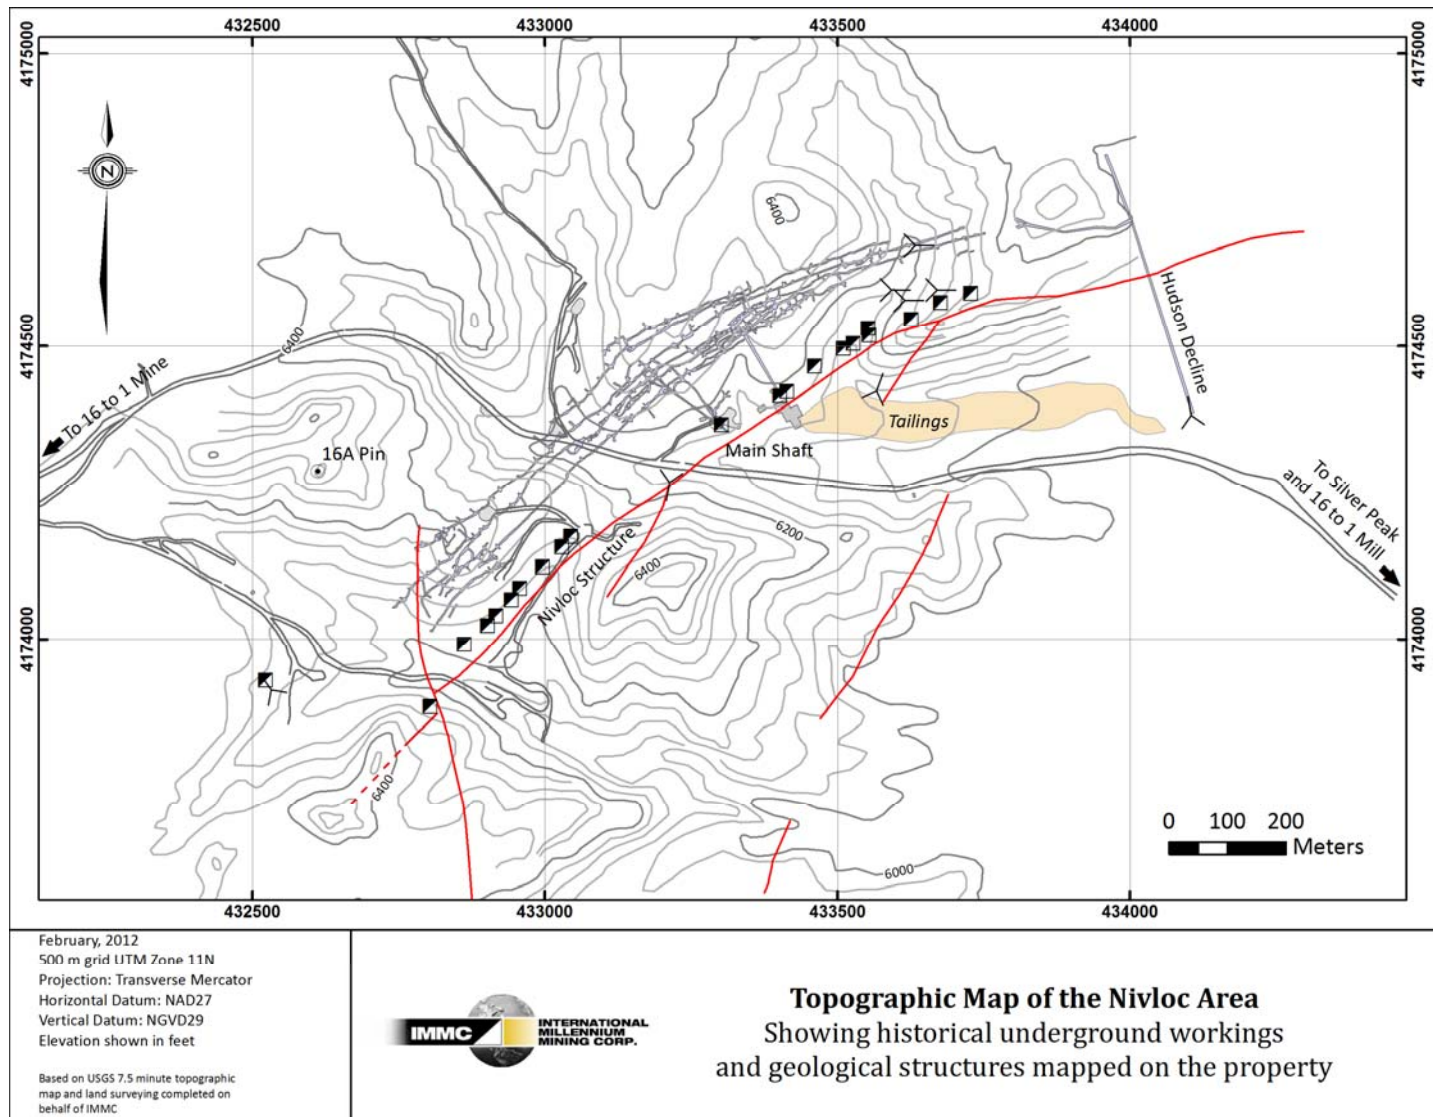 432500 433000 433500 434000
4175000 4175000
N
6400
Hudson Decline
6400
4174500 4174500
To 16 to 1 Mine
Tailings
16A Pin
Main Shaft
To Silver Peak
and 16 to 1 Mill
6200
Nivloc Structure
6400
4174000 4174000
6400
0 100 200
Meters
6000
432500 433000 433500 434000
February, 2012
500 m grid UTM Zone 11N
Projection: Transverse Mercator
Horizontal Datum: NAD27
Vertical Datum: NGVD29
Elevation shown in feet
Based on USGS 7.5 minute topographic
map and land surveying completed on
behalf of IMMC
IMMC
INTERNATIONAL
MILLENNIUM
MINING CORP.
Topographic Map of the Nivloc Area
Showing historical underground workings
and geological structures mapped on the property